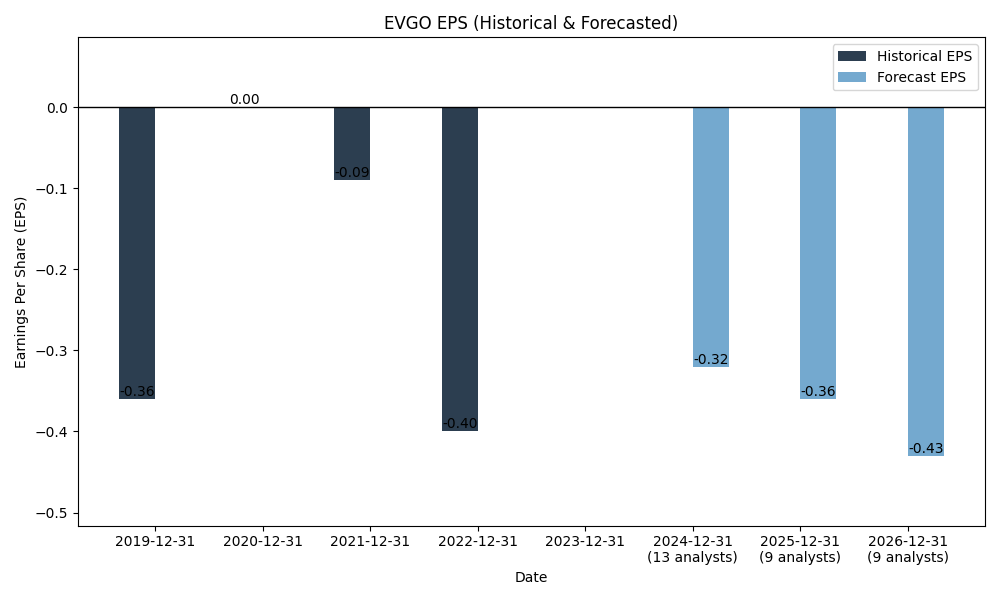 EVGO EPS (Historical & Forecasted)
Historical EPS
Forecast EPS
Earnings Per Share (EPS)
0.0
−0.1
−0.2
−0.3
−0.4
−0.5
-0.36
0.00
-0.09
-0.40
-0.32
-0.36
-0.43
2019-12-31
2020-12-31
2021-12-31
2022-12-31
2023-12-31
2024-12-31
(13 analysts)
2025-12-31
(9 analysts)
2026-12-31
(9 analysts)
Date